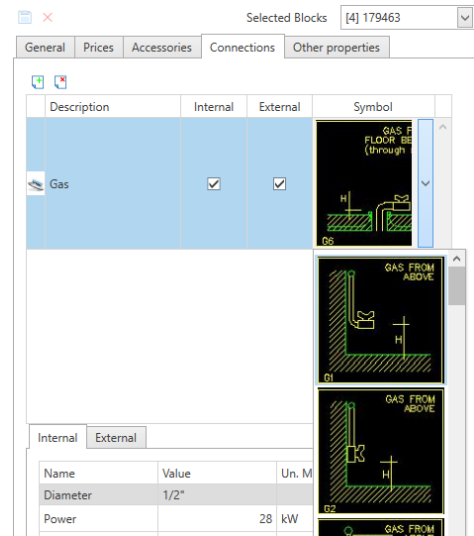 Selected Blocks [4] 179463
General Prices Accessories Connections Other properties
Description Internal External Symbol
GAS F
FLOOR BE
(through
Gas
H
G6
GAS FROM
ABOVE
H
G1
GAS FROM
ABOVE
H
G2
GAS FROM
Internal External
Name Value Un. M
Diameter 1/2"
Power 28 kW